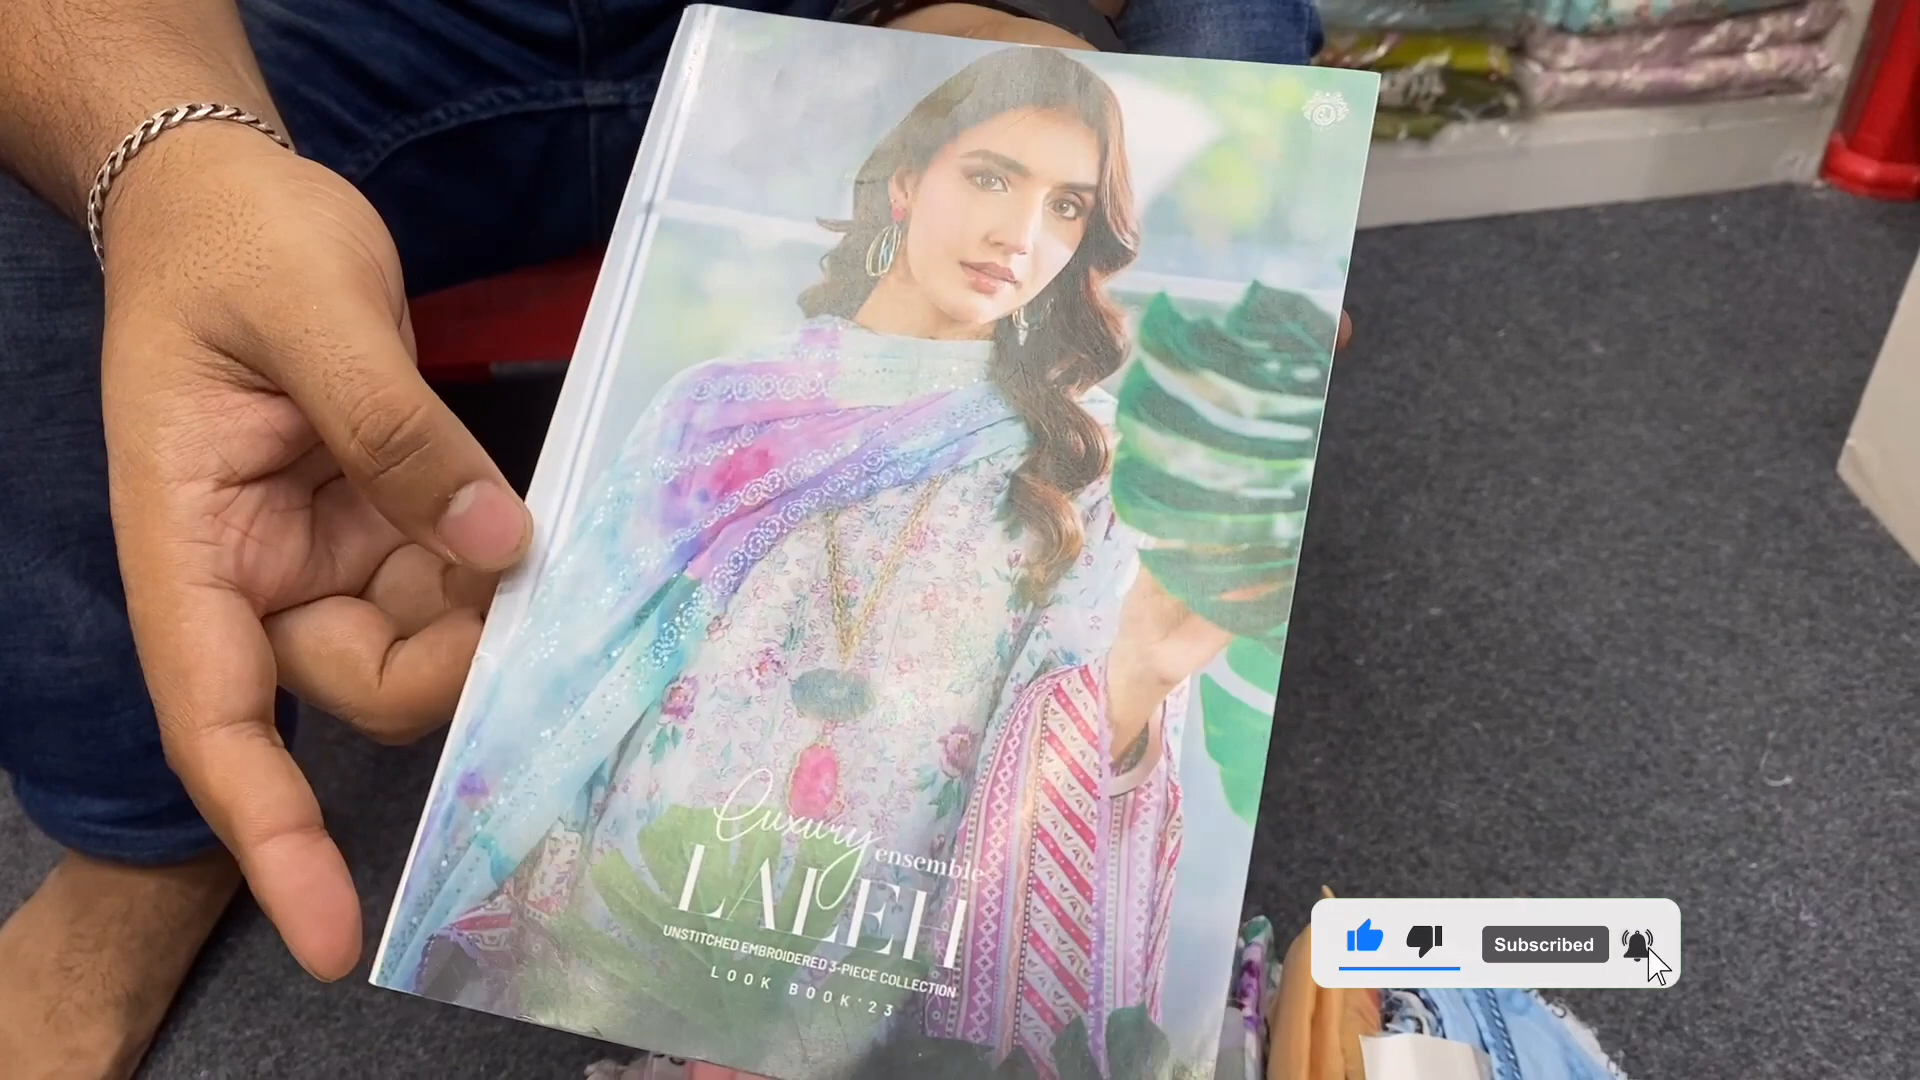 Luxury
ensemble
LALEH
UNSTITCHED EMBROIDERED 3-PIECE COLLECTION
LOOK BOOK'23
Subscribed